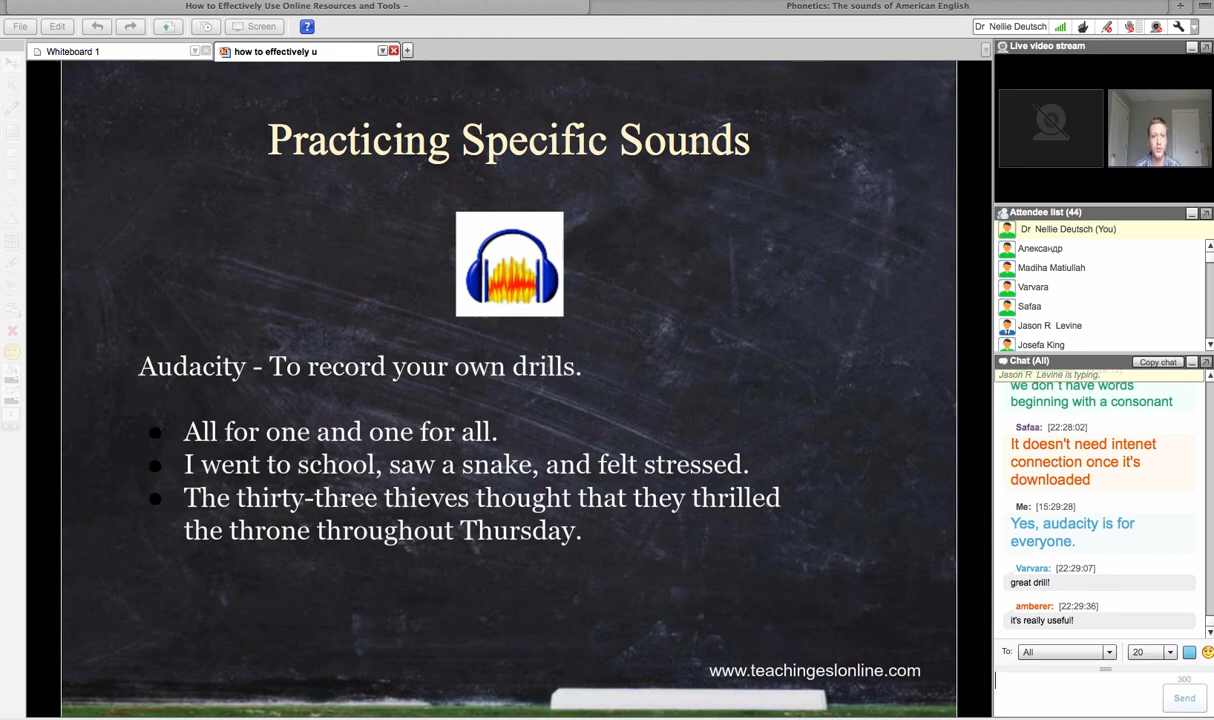 How to Effectively Use Online Resources and Tools –
Phonetics: The sounds of American English
File
Edit
Screen
?
Dr Nellie Deutsch
Whiteboard 1
how to effectively u
Practicing Specific Sounds
Audacity - To record your own drills.
All for one and one for all.
I went to school, saw a snake, and felt stressed.
The thirty-three thieves thought that they thrilled
the throne throughout Thursday.
www.teachingeslonline.com
Live video stream
Attendee list (44)
Dr Nellie Deutsch (You)
Александр
Madiha Matiullah
Varvara
Safaa
Jason R Levine
Josefa King
Chat (All)
Copy chat
Jason R Levine is typing.
we don't have words
beginning with a consonant
Safaa: [22:28:02]
It doesn't need intenet
connection once it's
downloaded
Me: [15:29:28]
Yes, audacity is for
everyone.
Varvara: [22:29:07]
great drill!
amberer: [22:29:36]
it's really useful!
To:
All
20
300
Send